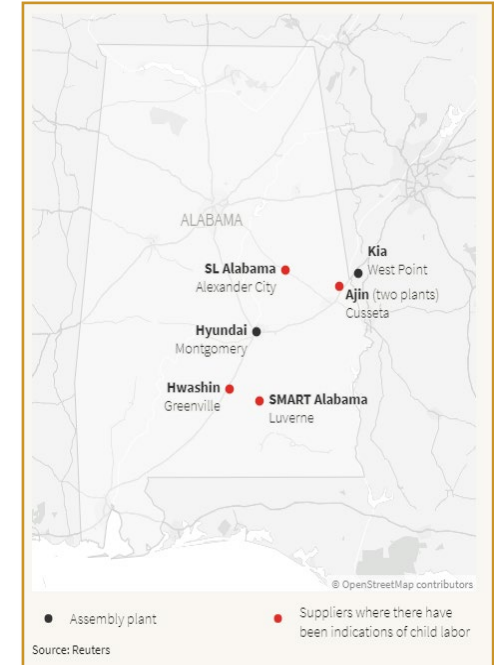 ALABAMA
Kia
West Point
SL Alabama
Alexander City
Ajin (two plants)
Cusseta
Hyundai
Montgomery
Hwashin
Greenville
SMART Alabama
Luverne
© OpenStreetMap contributors
Assembly plant
Suppliers where there have
been indications of child labor
Source: Reuters